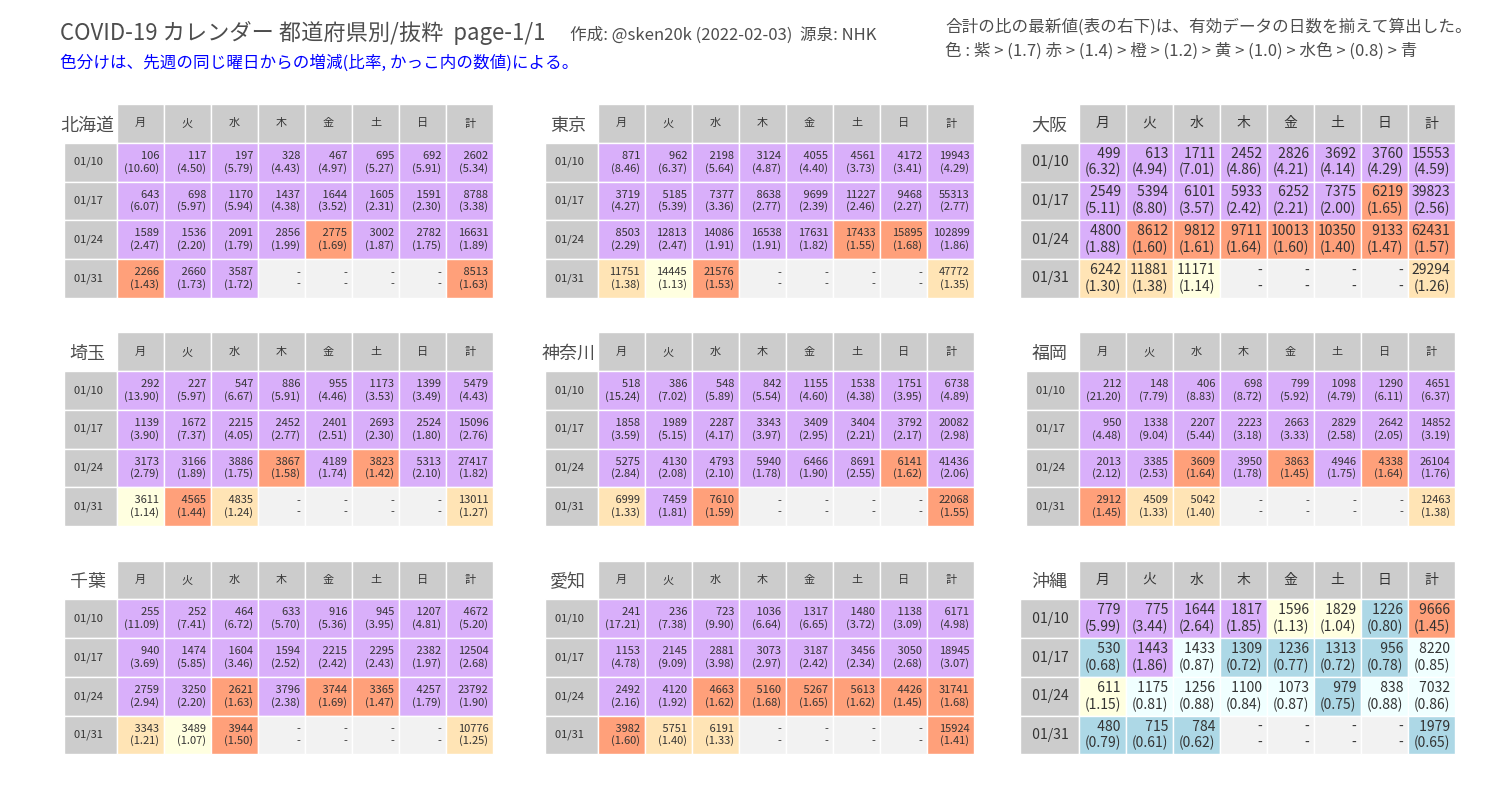 COVID-19 カレンダー 都道府県別/抜粋 page-1/1 作成: @sken20k (2022-02-03) 源泉: NHK
合計の比の最新値(表の右下)は、有効データの日数を揃えて算出した。
色分けは、先週の同じ曜日からの増減(比率, かっこ内の数値)による。
色 : 紫 > (1.7) 赤 > (1.4) > 橙 > (1.2) > 黄 > (1.0) > 水色 > (0.8) > 青
北海道 月 火 水 木 金 土 日 計
01/10 106 117 197 328 467 695 692 2602
(10.60) (4.50) (5.79) (4.43) (4.97) (5.27) (5.91) (5.34)
01/17 643 698 1170 1437 1644 1605 1591 8788
(6.07) (5.97) (5.94) (4.38) (3.52) (2.31) (2.30) (3.38)
01/24 1589 1536 2091 2856 2775 3002 2782 16631
(2.47) (2.20) (1.79) (1.99) (1.69) (1.87) (1.75) (1.89)
01/31 2266 2660 3587 - - - - 8513
(1.43) (1.73) (1.72) - - - - (1.63)
東京 月 火 水 木 金 土 日 計
01/10 871 962 2198 3124 4055 4561 4172 19943
(8.46) (6.37) (5.64) (4.87) (4.40) (3.73) (3.41) (4.29)
01/17 3719 5185 7377 8638 9699 11227 9468 55313
(4.27) (5.39) (3.36) (2.77) (2.39) (2.46) (2.27) (2.77)
01/24 8503 12813 14086 16538 17631 17433 15895 102899
(2.29) (2.47) (1.91) (1.91) (1.82) (1.55) (1.68) (1.86)
01/31 11751 14445 21576 - - - - 47772
(1.38) (1.13) (1.53) - - - - (1.35)
大阪 月 火 水 木 金 土 日 計
01/10 499 613 1711 2452 2826 3692 3760 15553
(6.32) (4.94) (7.01) (4.86) (4.21) (4.14) (4.29) (4.59)
01/17 2549 5394 6101 5933 6252 7375 6219 39823
(5.11) (8.80) (3.57) (2.42) (2.21) (2.00) (1.65) (2.56)
01/24 4800 8612 9812 9711 10013 10350 9133 62431
(1.88) (1.60) (1.61) (1.64) (1.60) (1.40) (1.47) (1.57)
01/31 6242 11881 11171 - - - - 29294
(1.30) (1.38) (1.14) - - - - (1.26)
埼玉 月 火 水 木 金 土 日 計
01/10 292 227 547 886 955 1173 1399 5479
(13.90) (5.97) (6.67) (5.91) (4.46) (3.53) (3.49) (4.43)
01/17 1139 1672 2215 2452 2401 2693 2524 15096
(3.90) (7.37) (4.05) (2.77) (2.51) (2.30) (1.80) (2.76)
01/24 3173 3166 3886 3867 4189 3823 5313 27417
(2.79) (1.89) (1.75) (1.58) (1.74) (1.42) (2.10) (1.82)
01/31 3611 4565 4835 - - - - 13011
(1.14) (1.44) (1.24) - - - - (1.27)
神奈川 月 火 水 木 金 土 日 計
01/10 518 386 548 842 1155 1538 1751 6738
(15.24) (7.02) (5.89) (5.54) (4.60) (4.38) (3.95) (4.89)
01/17 1858 1989 2287 3343 3409 3404 3792 20082
(3.59) (5.15) (4.17) (3.97) (2.95) (2.21) (2.17) (2.98)
01/24 5275 4130 4793 5940 6466 8691 6141 41436
(2.84) (2.08) (2.10) (1.78) (1.90) (2.55) (1.62) (2.06)
01/31 6999 7459 7610 - - - - 22068
(1.33) (1.81) (1.59) - - - - (1.55)
福岡 月 火 水 木 金 土 日 計
01/10 212 148 406 698 799 1098 1290 4651
(21.20) (7.79) (8.83) (8.72) (5.92) (4.79) (6.11) (6.37)
01/17 950 1338 2207 2223 2663 2829 2642 14852
(4.48) (9.04) (5.44) (3.18) (3.33) (2.58) (2.05) (3.19)
01/24 2013 3385 3609 3950 3863 4946 4338 26104
(2.12) (2.53) (1.64) (1.78) (1.45) (1.75) (1.64) (1.76)
01/31 2912 4509 5042 - - - - 12463
(1.45) (1.33) (1.40) - - - - (1.38)
千葉 月 火 水 木 金 土 日 計
01/10 255 252 464 633 916 945 1207 4672
(11.09) (7.41) (6.72) (5.70) (5.36) (3.95) (4.81) (5.20)
01/17 940 1474 1604 1594 2215 2295 2382 12504
(3.69) (5.85) (3.46) (2.52) (2.42) (2.43) (1.97) (2.68)
01/24 2759 3250 2621 3796 3744 3365 4257 23792
(2.94) (2.20) (1.63) (2.38) (1.69) (1.47) (1.79) (1.90)
01/31 3343 3489 3944 - - - - 10776
(1.21) (1.07) (1.50) - - - - (1.25)
愛知 月 火 水 木 金 土 日 計
01/10 241 236 723 1036 1317 1480 1138 6171
(17.21) (7.38) (9.90) (6.64) (6.65) (3.72) (3.09) (4.98)
01/17 1153 2145 2881 3073 3187 3456 3050 18945
(4.78) (9.09) (3.98) (2.97) (2.42) (2.34) (2.68) (3.07)
01/24 2492 4120 4663 5160 5267 5613 4426 31741
(2.16) (1.92) (1.62) (1.68) (1.65) (1.62) (1.45) (1.68)
01/31 3982 5751 6191 - - - - 15924
(1.60) (1.40) (1.33) - - - - (1.41)
沖縄 月 火 水 木 金 土 日 計
01/10 779 775 1644 1817 1596 1829 1226 9666
(5.99) (3.44) (2.64) (1.85) (1.13) (1.04) (0.80) (1.45)
01/17 530 1443 1433 1309 1236 1313 956 8220
(0.68) (1.86) (0.87) (0.72) (0.77) (0.72) (0.78) (0.85)
01/24 611 1175 1256 1100 1073 979 838 7032
(1.15) (0.81) (0.88) (0.84) (0.87) (0.75) (0.88) (0.86)
01/31 480 715 784 - - - - 1979
(0.79) (0.61) (0.62) - - - - (0.65)